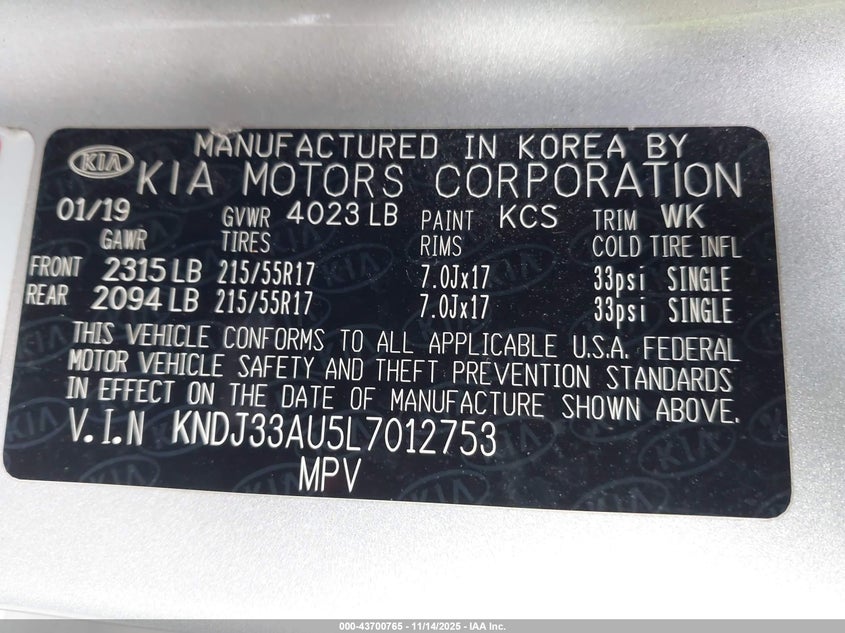 MANUFACTURED IN KOREA BY
KIA KIA MOTORS CORPORATION
01/19 GVWR 4023 LB PAINT KCS TRIM WK
GAWR TIRES RIMS COLD TIRE INFL
FRONT 2315 LB 215/55R17 7.0Jx17 33psi SINGLE
REAR 2094 LB 215/55R17 7.0Jx17 33psi SINGLE
THIS VEHICLE CONFORMS TO ALL APPLICABLE U.S.A. FEDERAL
MOTOR VEHICLE SAFETY AND THEFT PREVENTION STANDARDS
IN EFFECT ON THE DATE OF MANUFACTURE SHOWN ABOVE.
V.I.N KNDJ33AU5L7012753
MPV
000-43700765 - 11/14/2025 - IAA Inc.